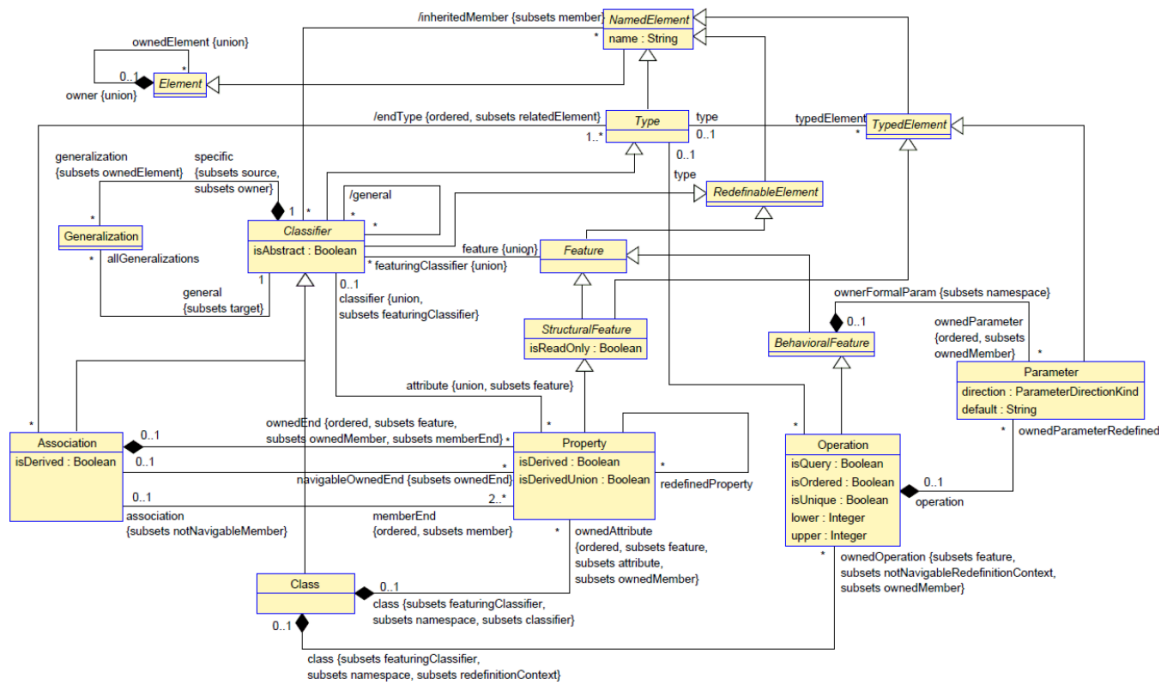 /inheritedMember {subsets member}
*
NamedElement
name : String
ownedElement {union}
*
0..1
Element
owner {union}
/endType {ordered, subsets relatedElement}
1..*
Type
type
0..1
0..1
typedElement
*
TypedElement
type
RedefinableElement
generalization
{subsets ownedElement}
specific
{subsets source,
subsets owner}
/general
*
*
*
1
*
Generalization
*
allGeneralizations
Classifier
isAbstract : Boolean
general
{subsets target}
1
feature {union}
*
featuringClassifier {union}
*
Feature
0..1
classifier {union,
subsets featuringClassifier}
StructuralFeature
isReadOnly : Boolean
ownerFormalParam {subsets namespace}
0..1
BehavioralFeature
ownedParameter
{ordered, subsets
ownedMember}
*
Parameter
direction : ParameterDirectionKind
default : String
*
ownedParameterRedefined
attribute {union, subsets feature}
*
*
Association
isDerived : Boolean
ownedEnd {ordered, subsets feature,
subsets ownedMember, subsets memberEnd}
0..1
*
0..1
*
navigableOwnedEnd {subsets ownedEnd}
0..1
2..*
association
{subsets notNavigableMember}
memberEnd
{ordered, subsets member}
Property
isDerived : Boolean
isDerivedUnion : Boolean
*
redefinedProperty
*
Operation
isQuery : Boolean
isOrdered : Boolean
isUnique : Boolean
lower : Integer
upper : Integer
0..1
operation
*
ownedAttribute
{ordered, subsets feature,
subsets attribute,
subsets ownedMember}
*
ownedOperation {subsets feature,
subsets notNavigableRedefinitionContext,
subsets ownedMember}
Class
0..1
class {subsets featuringClassifier,
subsets namespace, subsets classifier}
0..1
class {subsets featuringClassifier,
subsets namespace, subsets redefinitionContext}